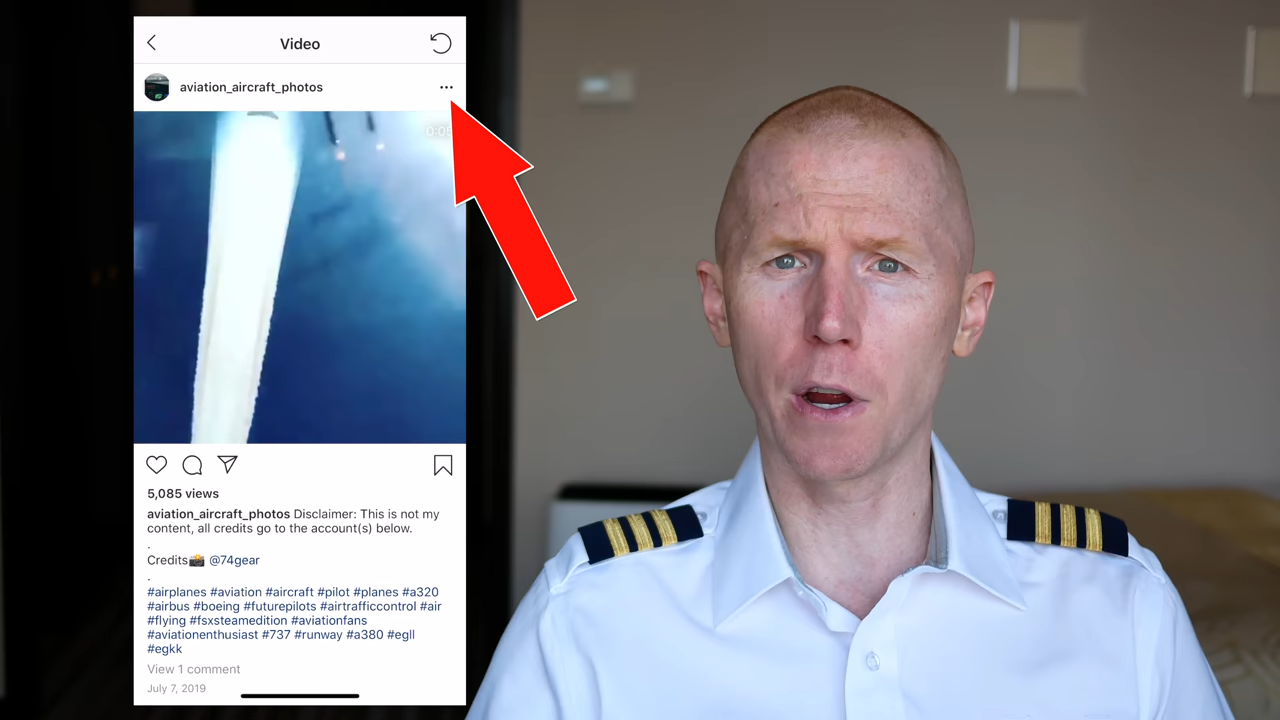 Video
aviation_aircraft_photos
0:05
5,085 views
aviation_aircraft_photos Disclaimer: This is not my
content, all credits go to the account(s) below.
.
Credits📸 @74gear
.
#airplanes #aviation #aircraft #pilot #planes #a320
#airbus #boeing #futurepilots #airtrafficcontrol #air
#flying #fsxsteamedition #aviationfans
#aviationenthusiast #737 #runway #a380 #egll
#egkk
View 1 comment
July 7, 2019